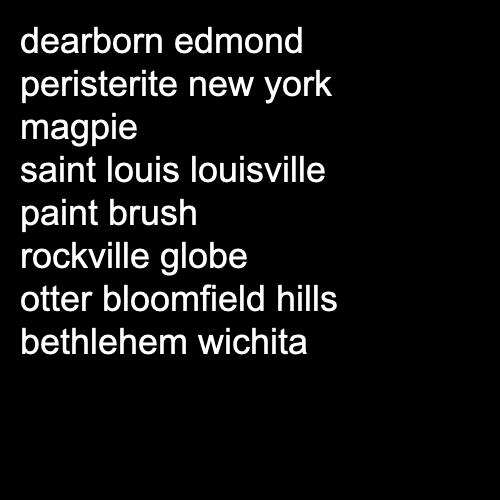 dearborn edmond
peristerite new york
magpie
saint louis louisville
paint brush
rockville globe
otter bloomfield hills
bethlehem wichita